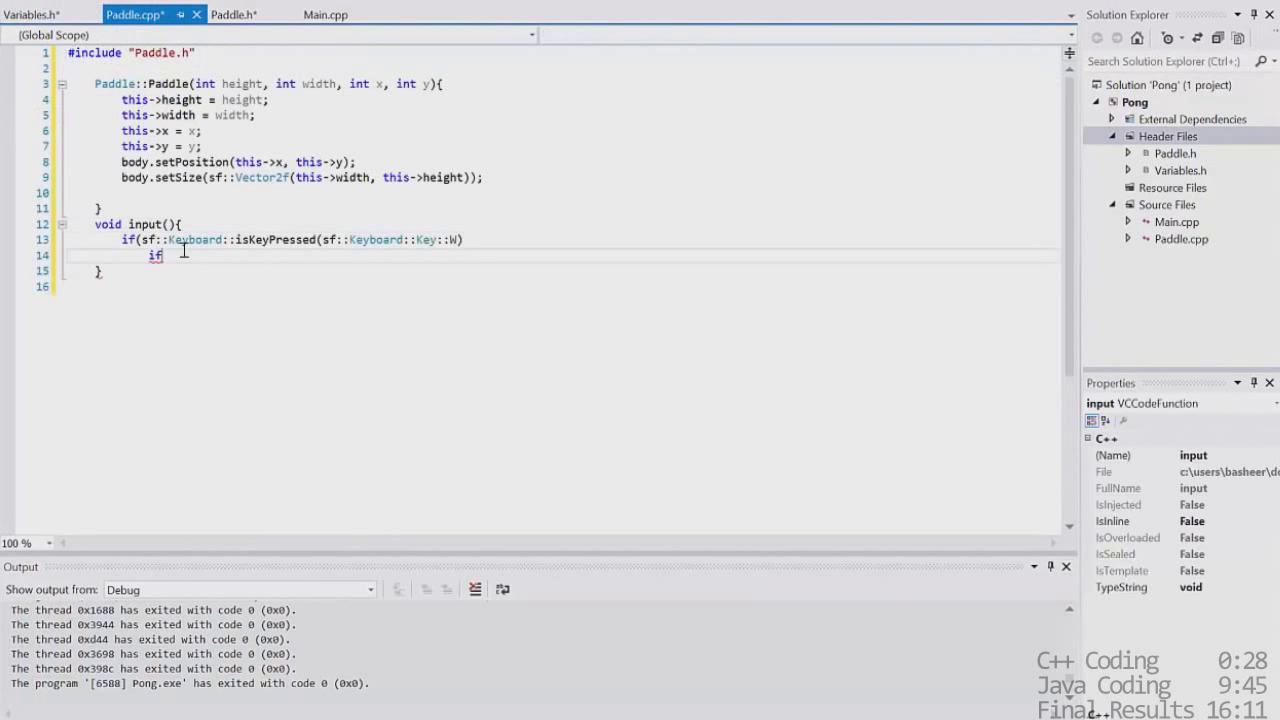 Variables.h* Paddle.cpp* Paddle.h* Main.cpp
(Global Scope)
1 #include "Paddle.h"
2
3 Paddle::Paddle(int height, int width, int x, int y){
4 this->height = height;
5 this->width = width;
6 this->x = x;
7 this->y = y;
8 body.setPosition(this->x, this->y);
9 body.setSize(sf::Vector2f(this->width, this->height));
10
11 }
12 void input(){
13 if(sf::Keyboard::isKeyPressed(sf::Keyboard::Key::W)
14 if
15 }
16
100 %
Output
Show output from: Debug
The thread 0x1688 has exited with code 0 (0x0).
The thread 0x3944 has exited with code 0 (0x0).
The thread 0xd44 has exited with code 0 (0x0).
The thread 0x3698 has exited with code 0 (0x0).
The thread 0x398c has exited with code 0 (0x0).
The program '[6588] Pong.exe' has exited with code 0 (0x0).
Solution Explorer
Search Solution Explorer (Ctrl+;)
Solution 'Pong' (1 project)
Pong
External Dependencies
Header Files
Paddle.h
Variables.h
Resource Files
Source Files
Main.cpp
Paddle.cpp
Properties
input VCCodeFunction
C++
(Name) input
File c:\users\basheer\do
FullName input
IsInjected False
IsInline False
IsOverloaded False
IsSealed False
IsTemplate False
TypeString void
C++
C++ Coding 0:28
Java Coding 9:45
Final Results 16:11